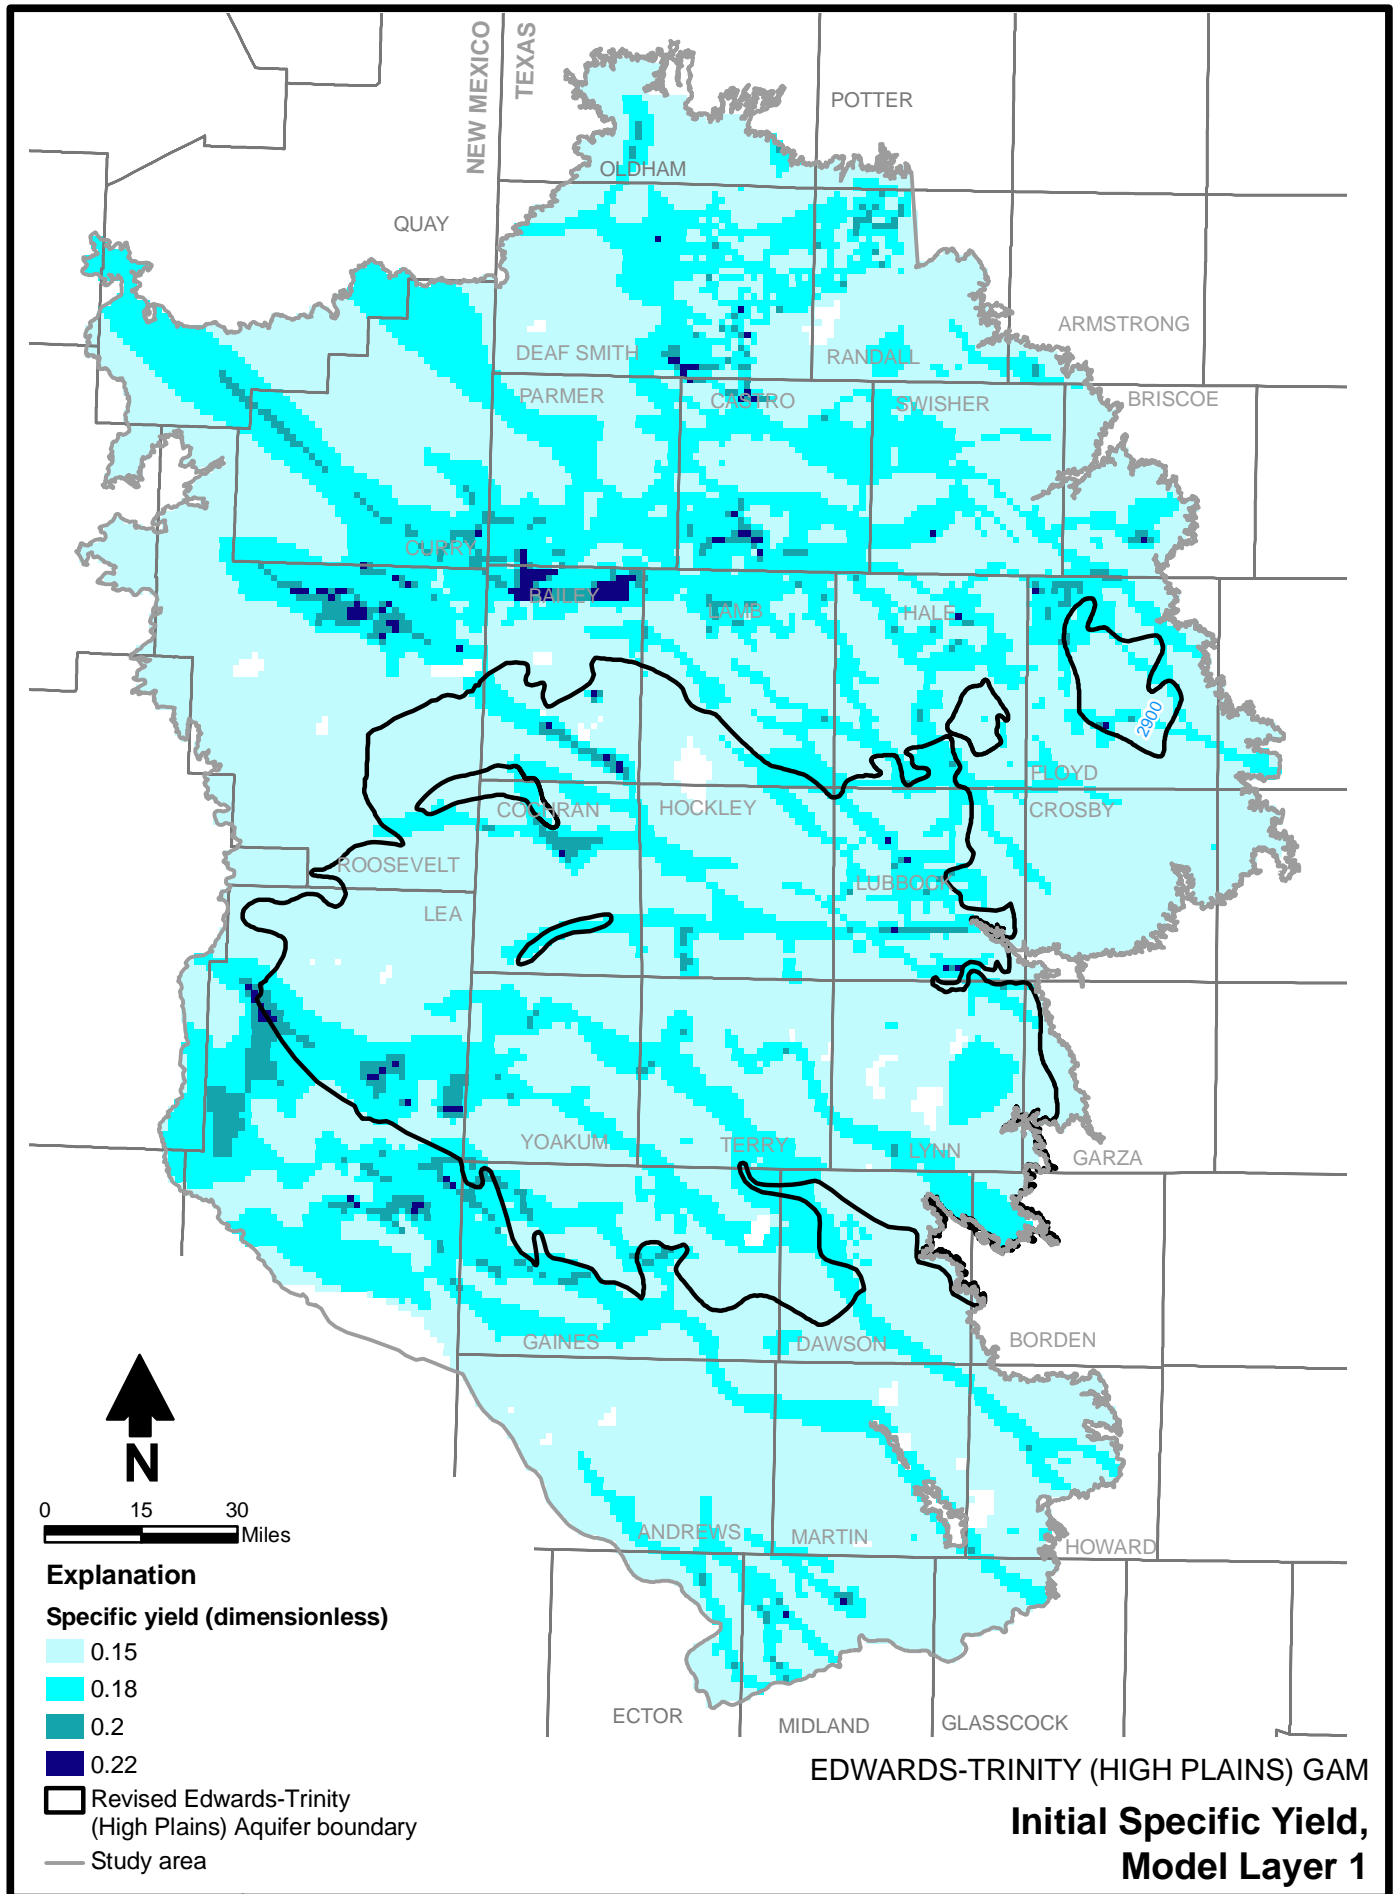 NEW MEXICO
TEXAS
POTTER
OLDHAM
QUAY
ARMSTRONG
DEAF SMITH
RANDALL
PARMER
CASTRO
SWISHER
BRISCOE
CURRY
BAILEY
LAMB
HALE
2900
FLOYD
COCHRAN
HOCKLEY
CROSBY
ROOSEVELT
LUBBOCK
LEA
YOAKUM
TERRY
LYNN
GARZA
GAINES
DAWSON
BORDEN
N
0 15 30
Miles
ANDREWS
MARTIN
HOWARD
Explanation
Specific yield (dimensionless)
0.15
0.18
0.2
0.22
Revised Edwards-Trinity
(High Plains) Aquifer boundary
Study area
ECTOR
MIDLAND
GLASSCOCK
EDWARDS-TRINITY (HIGH PLAINS) GAM
Initial Specific Yield,
Model Layer 1